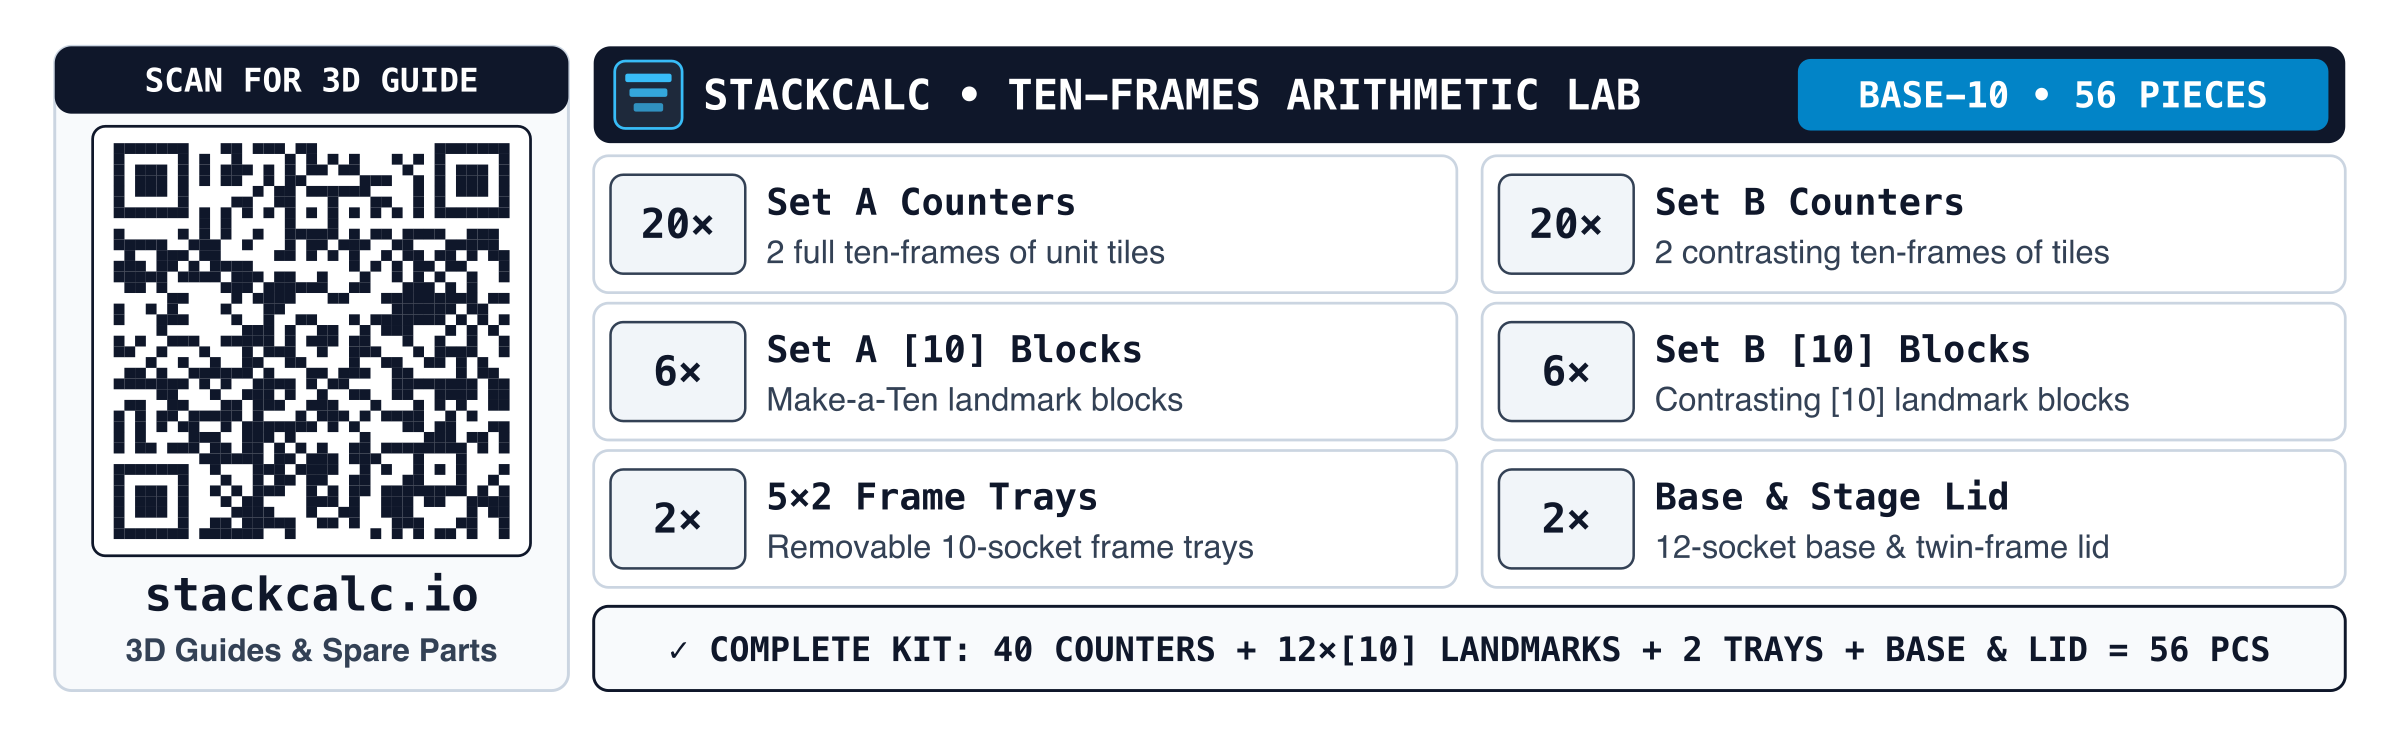 SCAN FOR 3D GUIDE
stackcalc.io
3D Guides & Spare Parts
STACKCALC • TEN–FRAMES ARITHMETIC LAB
BASE–10 • 56 PIECES
20×
Set A Counters
2 full ten-frames of unit tiles
20×
Set B Counters
2 contrasting ten-frames of tiles
6×
Set A [10] Blocks
Make-a-Ten landmark blocks
6×
Set B [10] Blocks
Contrasting [10] landmark blocks
2×
5×2 Frame Trays
Removable 10-socket frame trays
2×
Base & Stage Lid
12-socket base & twin-frame lid
✓ COMPLETE KIT: 40 COUNTERS + 12×[10] LANDMARKS + 2 TRAYS + BASE & LID = 56 PCS